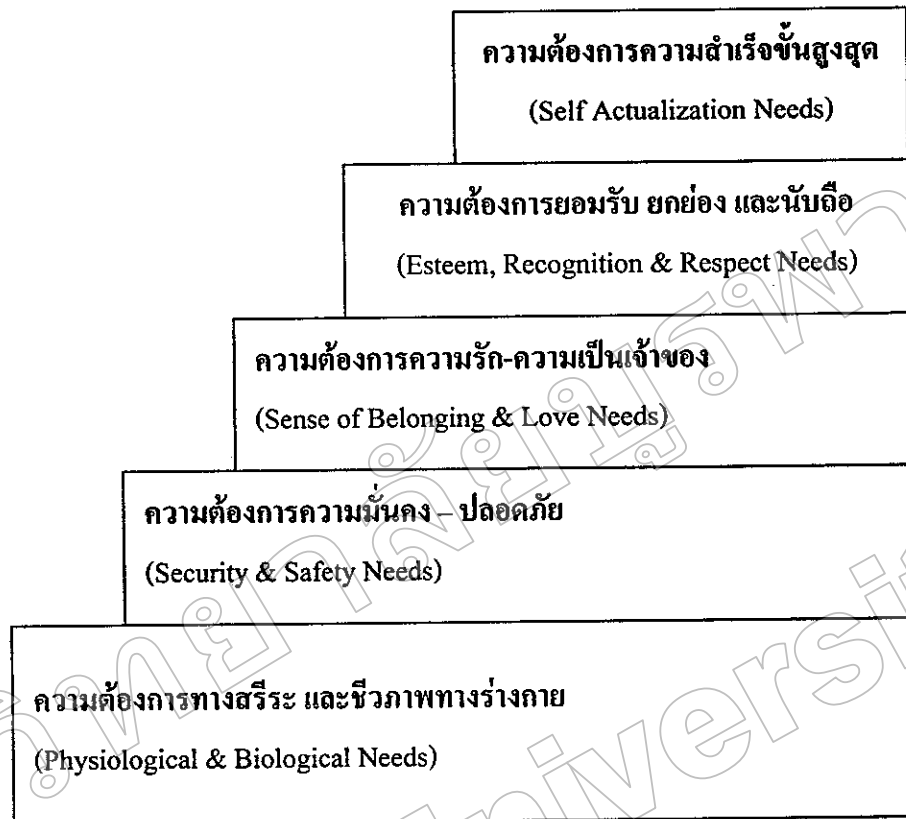 ความต้องการความสำเร็จขั้นสูงสุด
(Self Actualization Needs)
ความต้องการยอมรับ ยกย่อง และนับถือ
(Esteem, Recognition & Respect Needs)
ความต้องการความรัก-ความเป็นเจ้าของ
(Sense of Belonging & Love Needs)
ความต้องการความมั่นคง – ปลอดภัย
(Security & Safety Needs)
ความต้องการทางสรีระ และชีวภาพทางร่างกาย
(Physiological & Biological Needs)